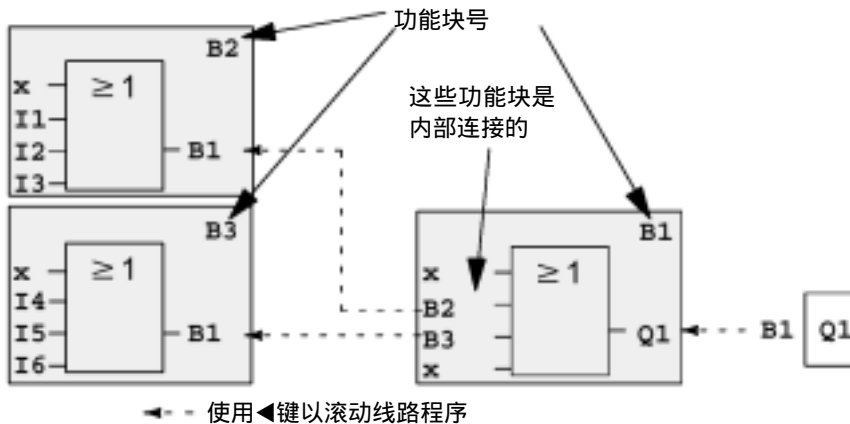 功能块号
B2
≥1
x
I1
I2
I3
B1
这些功能块是
内部连接的
B3
≥1
x
I4
I5
I6
B1
B1
≥1
x
B2
B3
x
Q1
B1
Q1
使用◀键以滚动线路程序